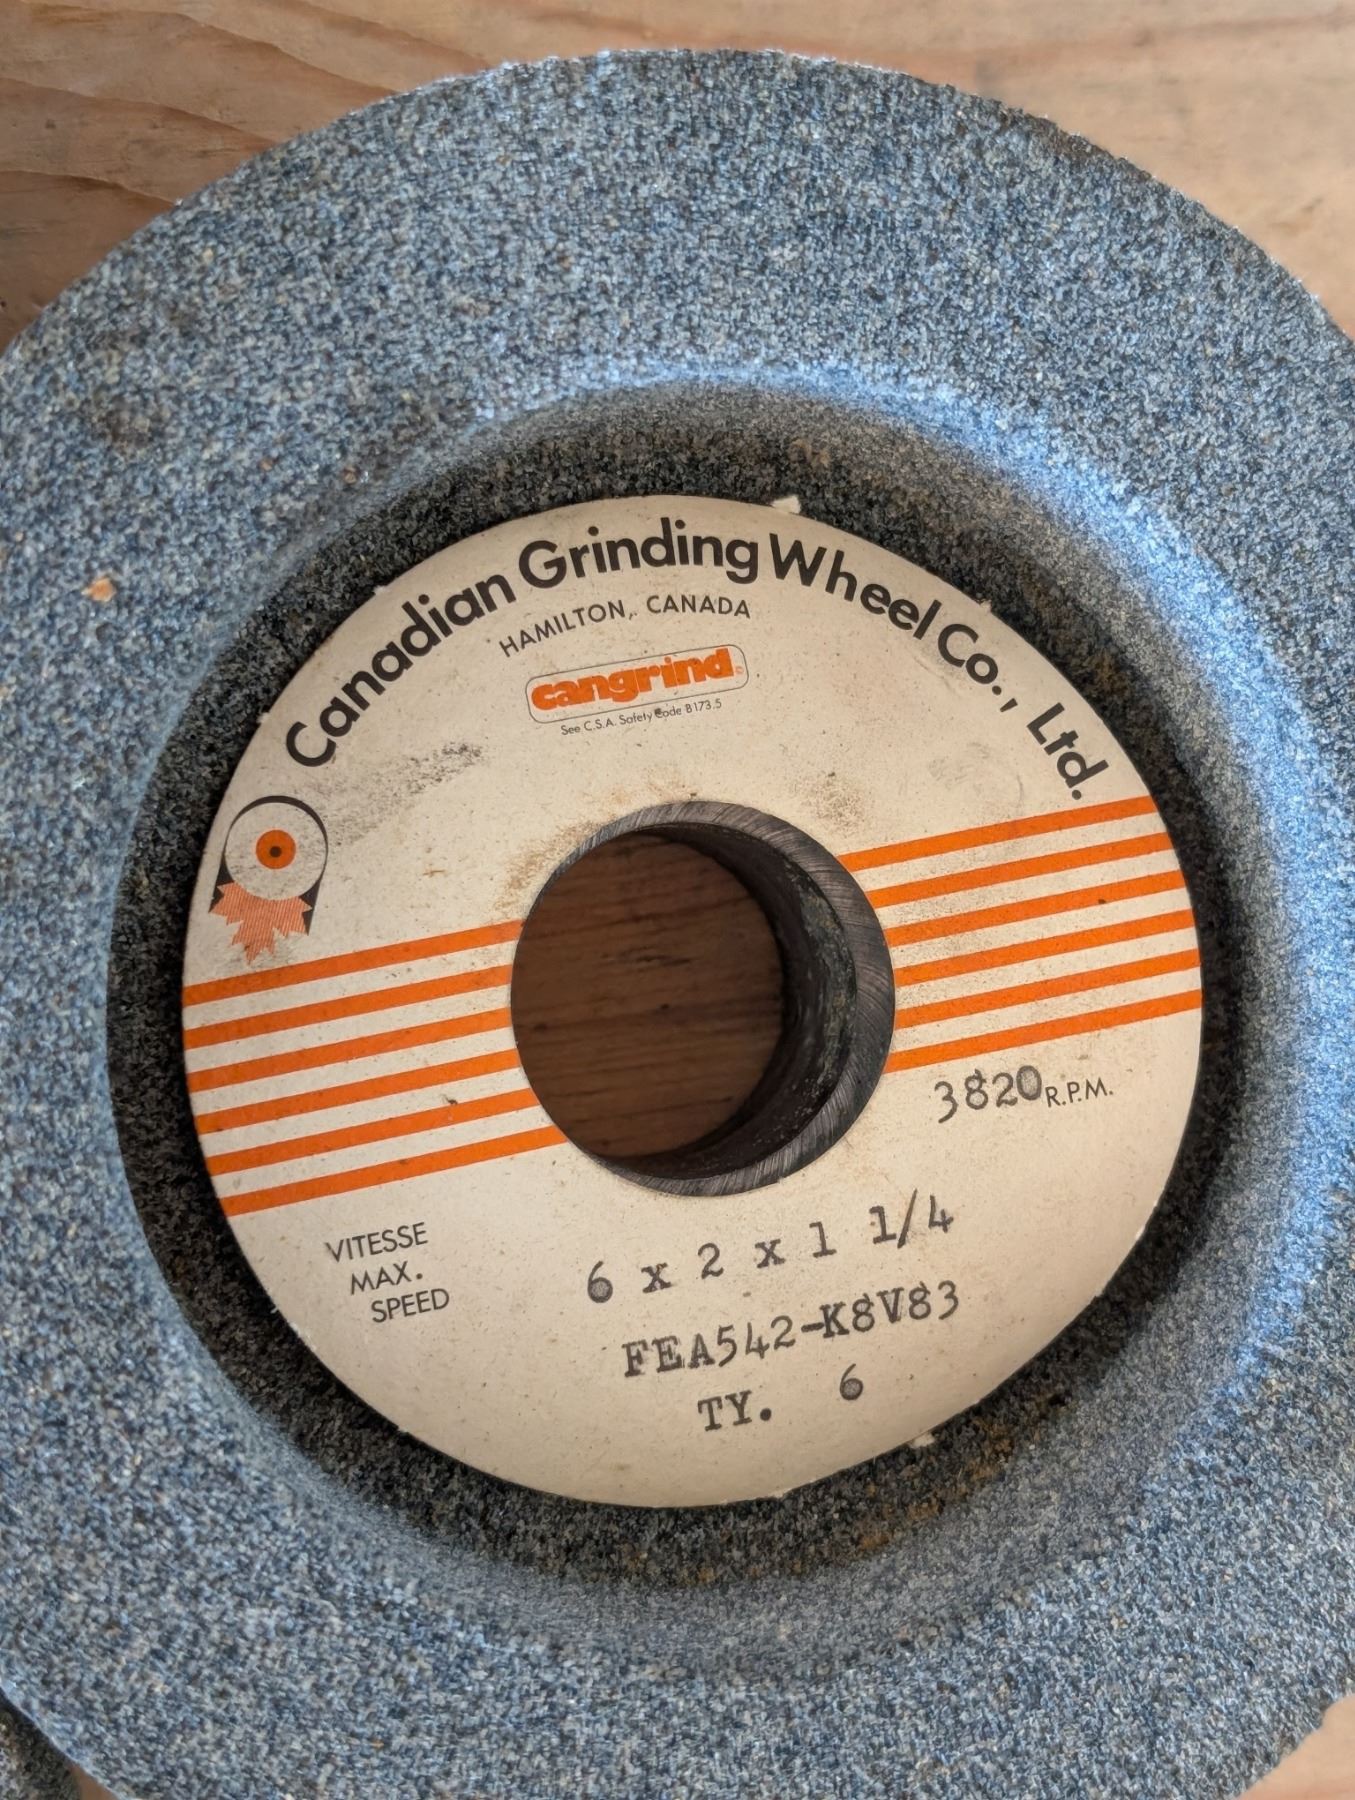 Canadian Grinding Wheel Co., Ltd.
HAMILTON, CANADA
cangrind®
See C.S.A. Safety Code B173.5
3820 R.P.M.
VITESSE
MAX.
SPEED
6 x 2 x 1 1/4
FEA542-K8V83
TY. 6